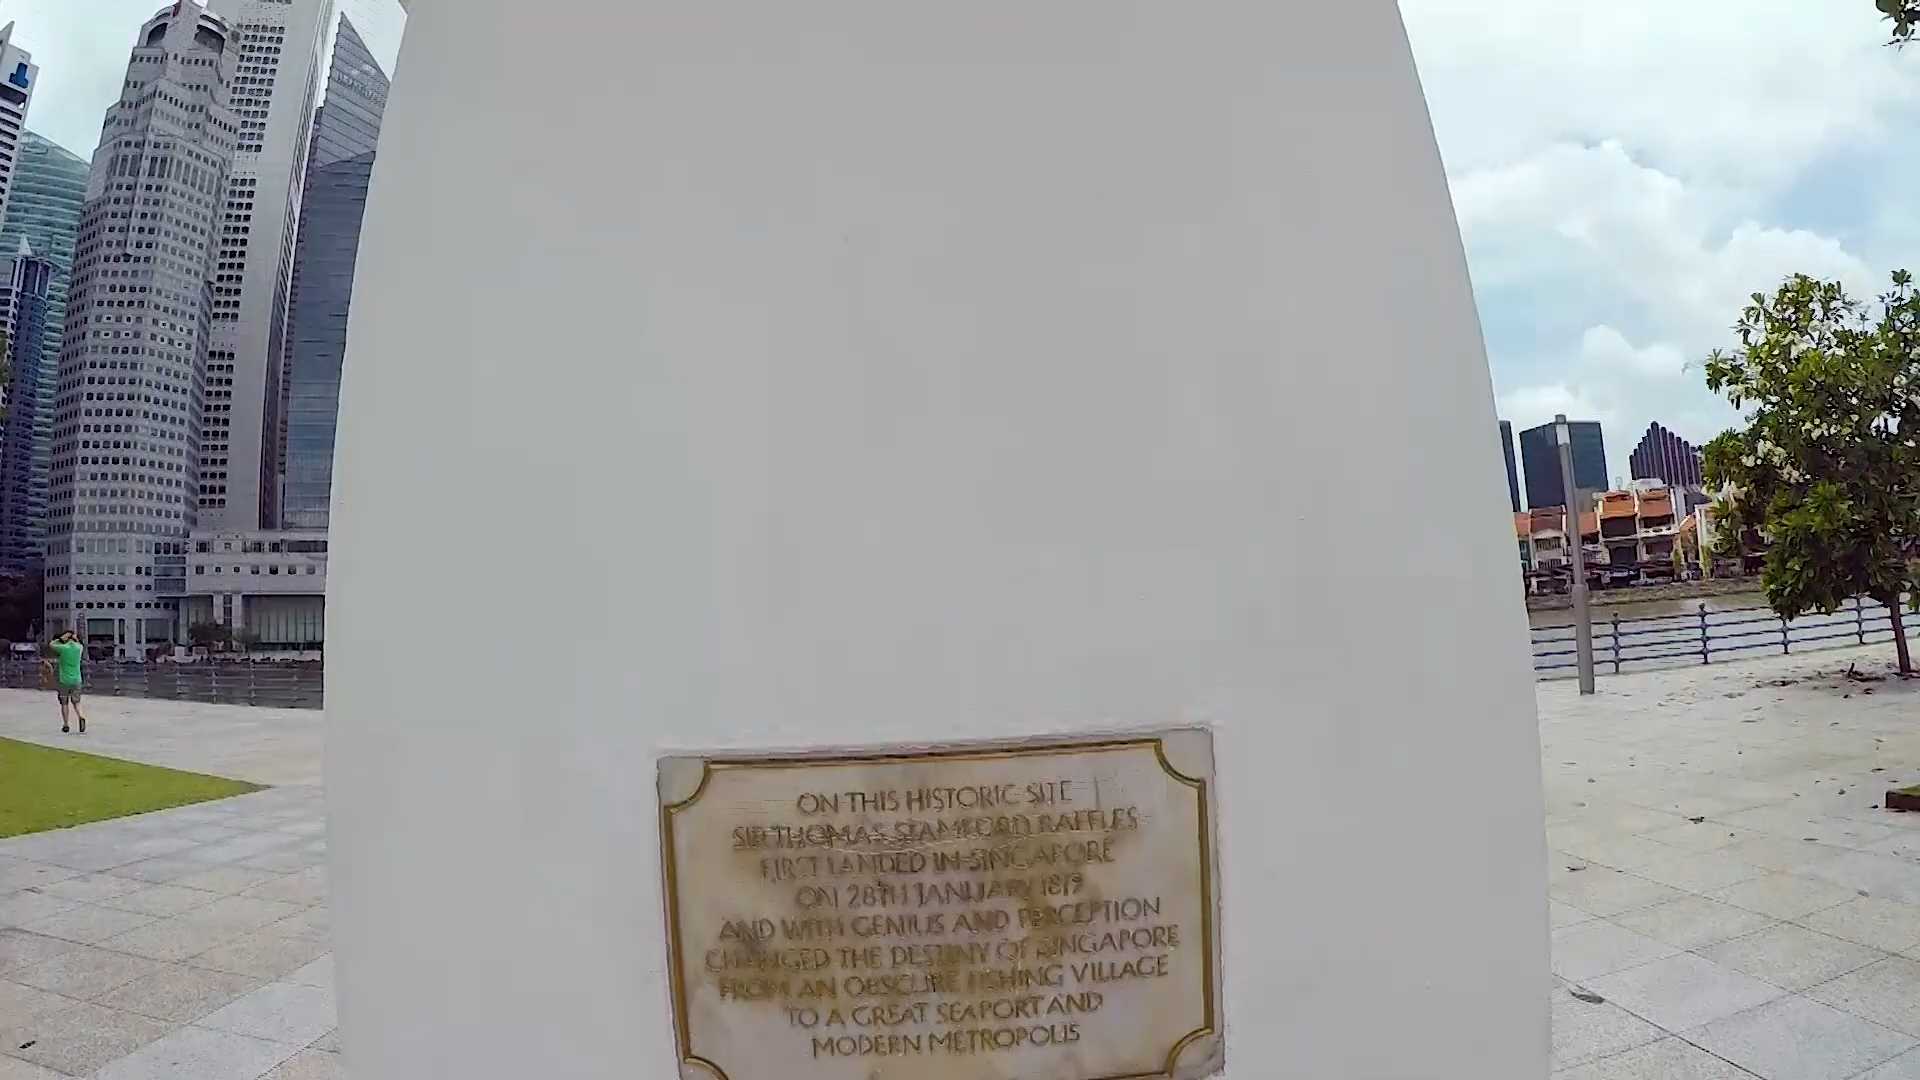 ON THIS HISTORIC SITE
SIR THOMAS STAMFORD RAFFLES
FIRST LANDED IN SINGAPORE
ON 28TH JANUARY 1819
AND WITH GENIUS AND PERCEPTION
CHANGED THE DESTINY OF SINGAPORE
FROM AN OBSCURE FISHING VILLAGE
TO A GREAT SEAPORT AND
MODERN METROPOLIS